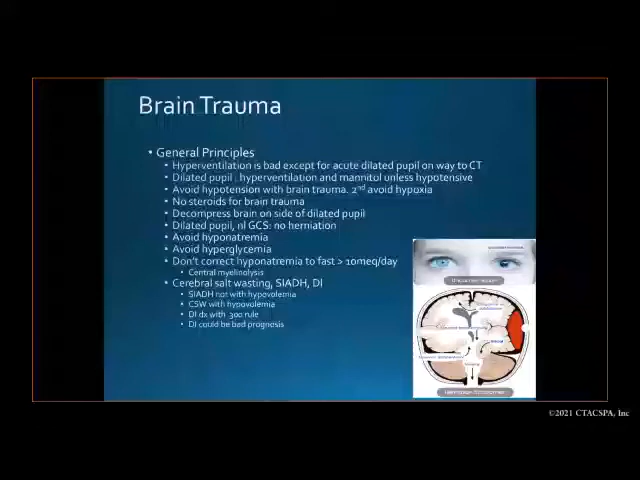 Brain Trauma
• General Principles
• Hyperventilation is bad except for acute dilated pupil on way to CT
• Dilated pupil : hyperventilation and mannitol unless hypotensive
• Avoid hypotension with brain trauma. 2nd avoid hypoxia
• No steroids for brain trauma
• Decompress brain on side of dilated pupil
• Dilated pupil, nl GCS: no herniation
• Avoid hyponatremia
• Avoid hyperglycemia
• Don't correct hyponatremia to fast > 10meq/day
• Central myelinolysis
• Cerebral salt wasting, SIADH, DI
• SIADH not with hypovolemia
• CSW with hypovolemia
• DI dx with 300 rule
• DI could be bad prognosis
©2021 CTACSPA, Inc